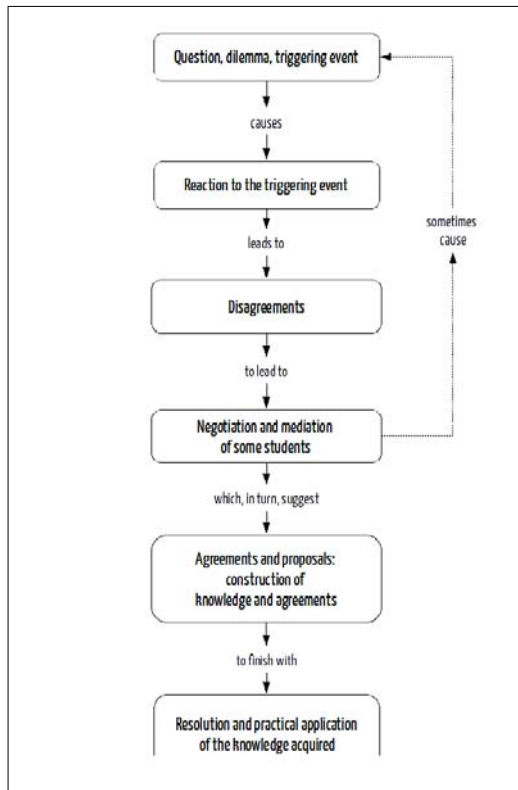 Question, dilemma, triggering event
causes
Reaction to the triggering event
leads to
sometimes
cause
Disagreements
to lead to
Negotiation and mediation
of some students
which, in turn, suggest
Agreements and proposals:
construction of
knowledge and agreements
to finish with
Resolution and practical application
of the knowledge acquired